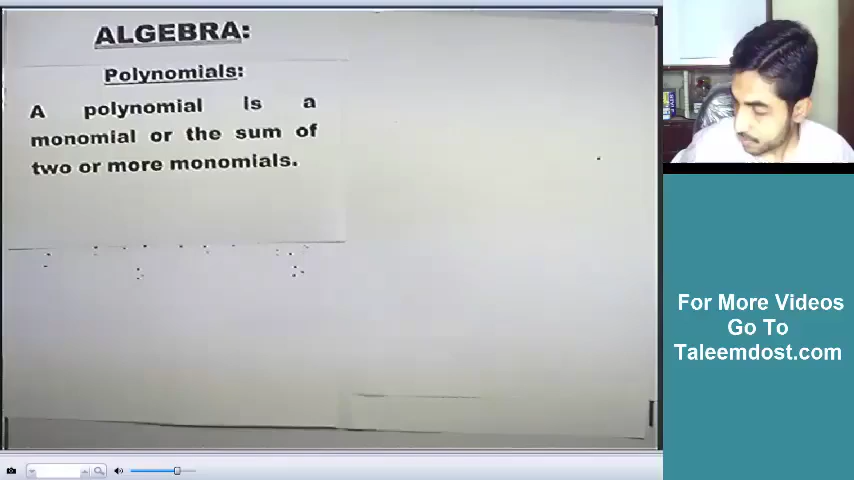 ALGEBRA:
Polynomials:
A polynomial is a
monomial or the sum of
two or more monomials.
For More Videos
Go To
Taleemdost.com